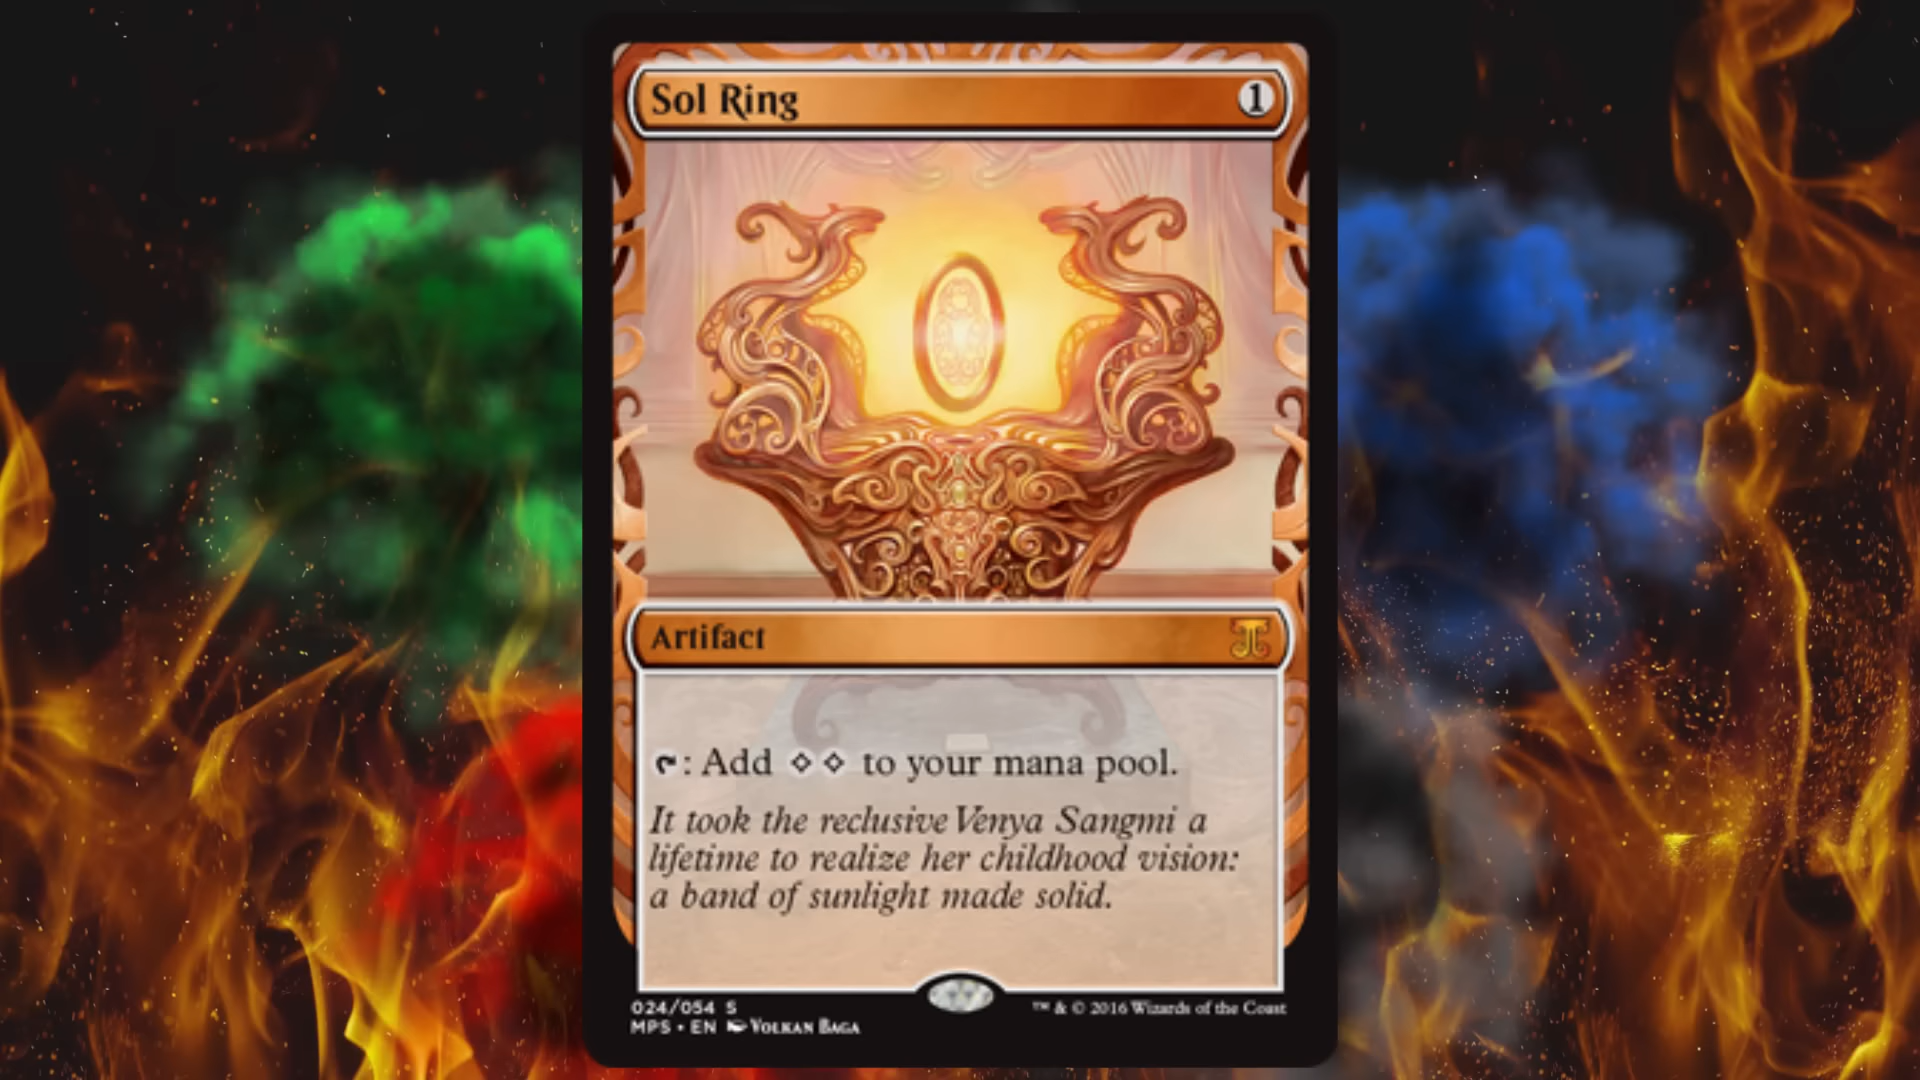 Sol Ring 1
Artifact
: Add to your mana pool.
It took the reclusive Venya Sangmi a
lifetime to realize her childhood vision:
a band of sunlight made solid.
024/054 S
™ & © 2016 Wizards of the Coast
MPS • EN Volkan Baga